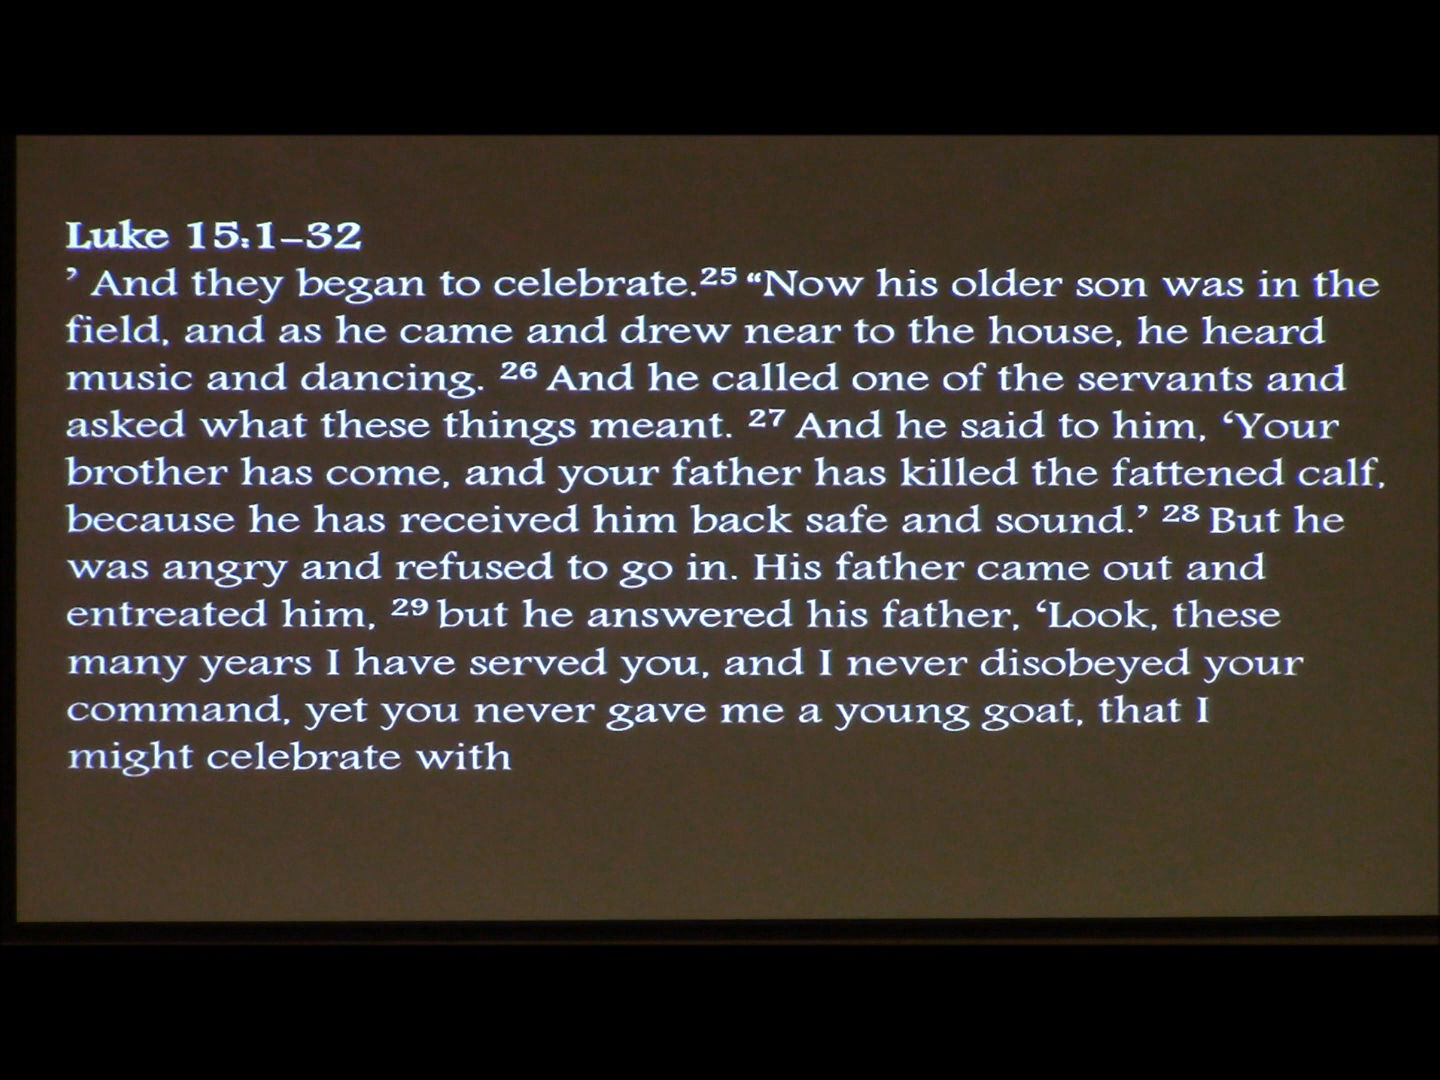 Luke 15:1–32
’ And they began to celebrate.²⁵ “Now his older son was in the
field, and as he came and drew near to the house, he heard
music and dancing. ²⁶ And he called one of the servants and
asked what these things meant. ²⁷ And he said to him, ‘Your
brother has come, and your father has killed the fattened calf,
because he has received him back safe and sound.’ ²⁸ But he
was angry and refused to go in. His father came out and
entreated him, ²⁹ but he answered his father, ‘Look, these
many years I have served you, and I never disobeyed your
command, yet you never gave me a young goat, that I
might celebrate with